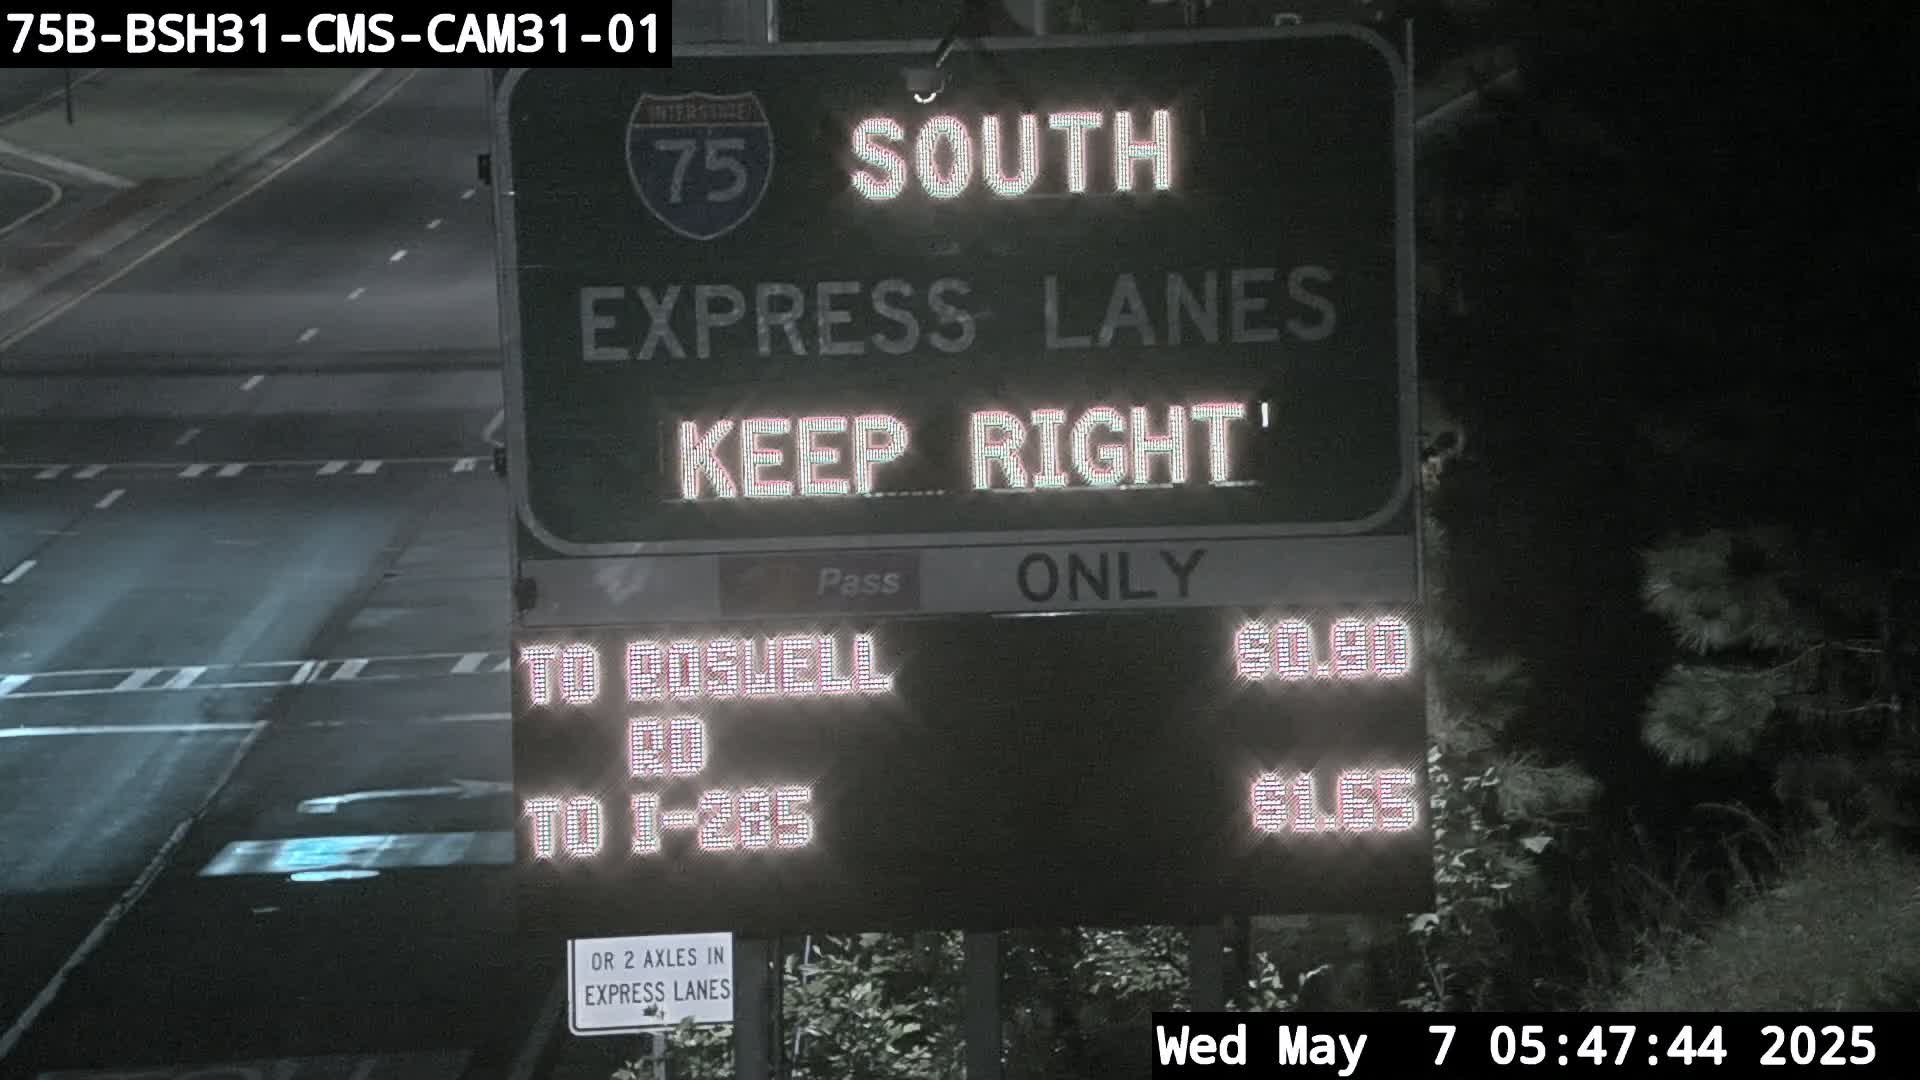 75B-BSH31-CMS-CAM31-01
INTERSTATE
75
SOUTH
EXPRESS LANES
KEEP RIGHT
Pass ONLY
TO ROSWELL $0.90
RD
TO I-285 $1.65
OR 2 AXLES IN
EXPRESS LANES
Wed May 7 05:47:44 2025